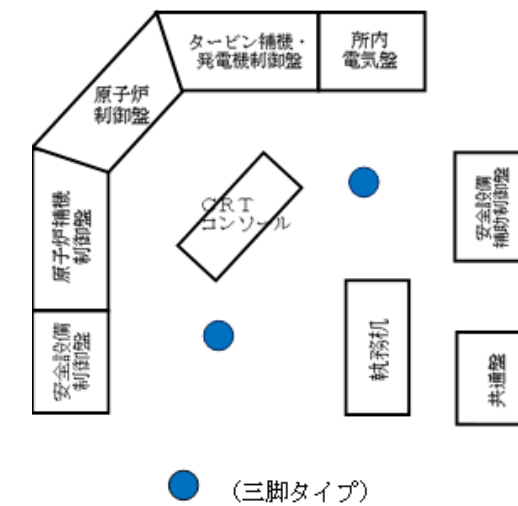 タービン補機・
発電機制御盤
所内
電気盤
原子炉
制御盤
CRT
コンソール
安全設備
補助制御盤
原子炉補機
制御盤
安全設備
制御盤
執務机
共通盤
(三脚タイプ)